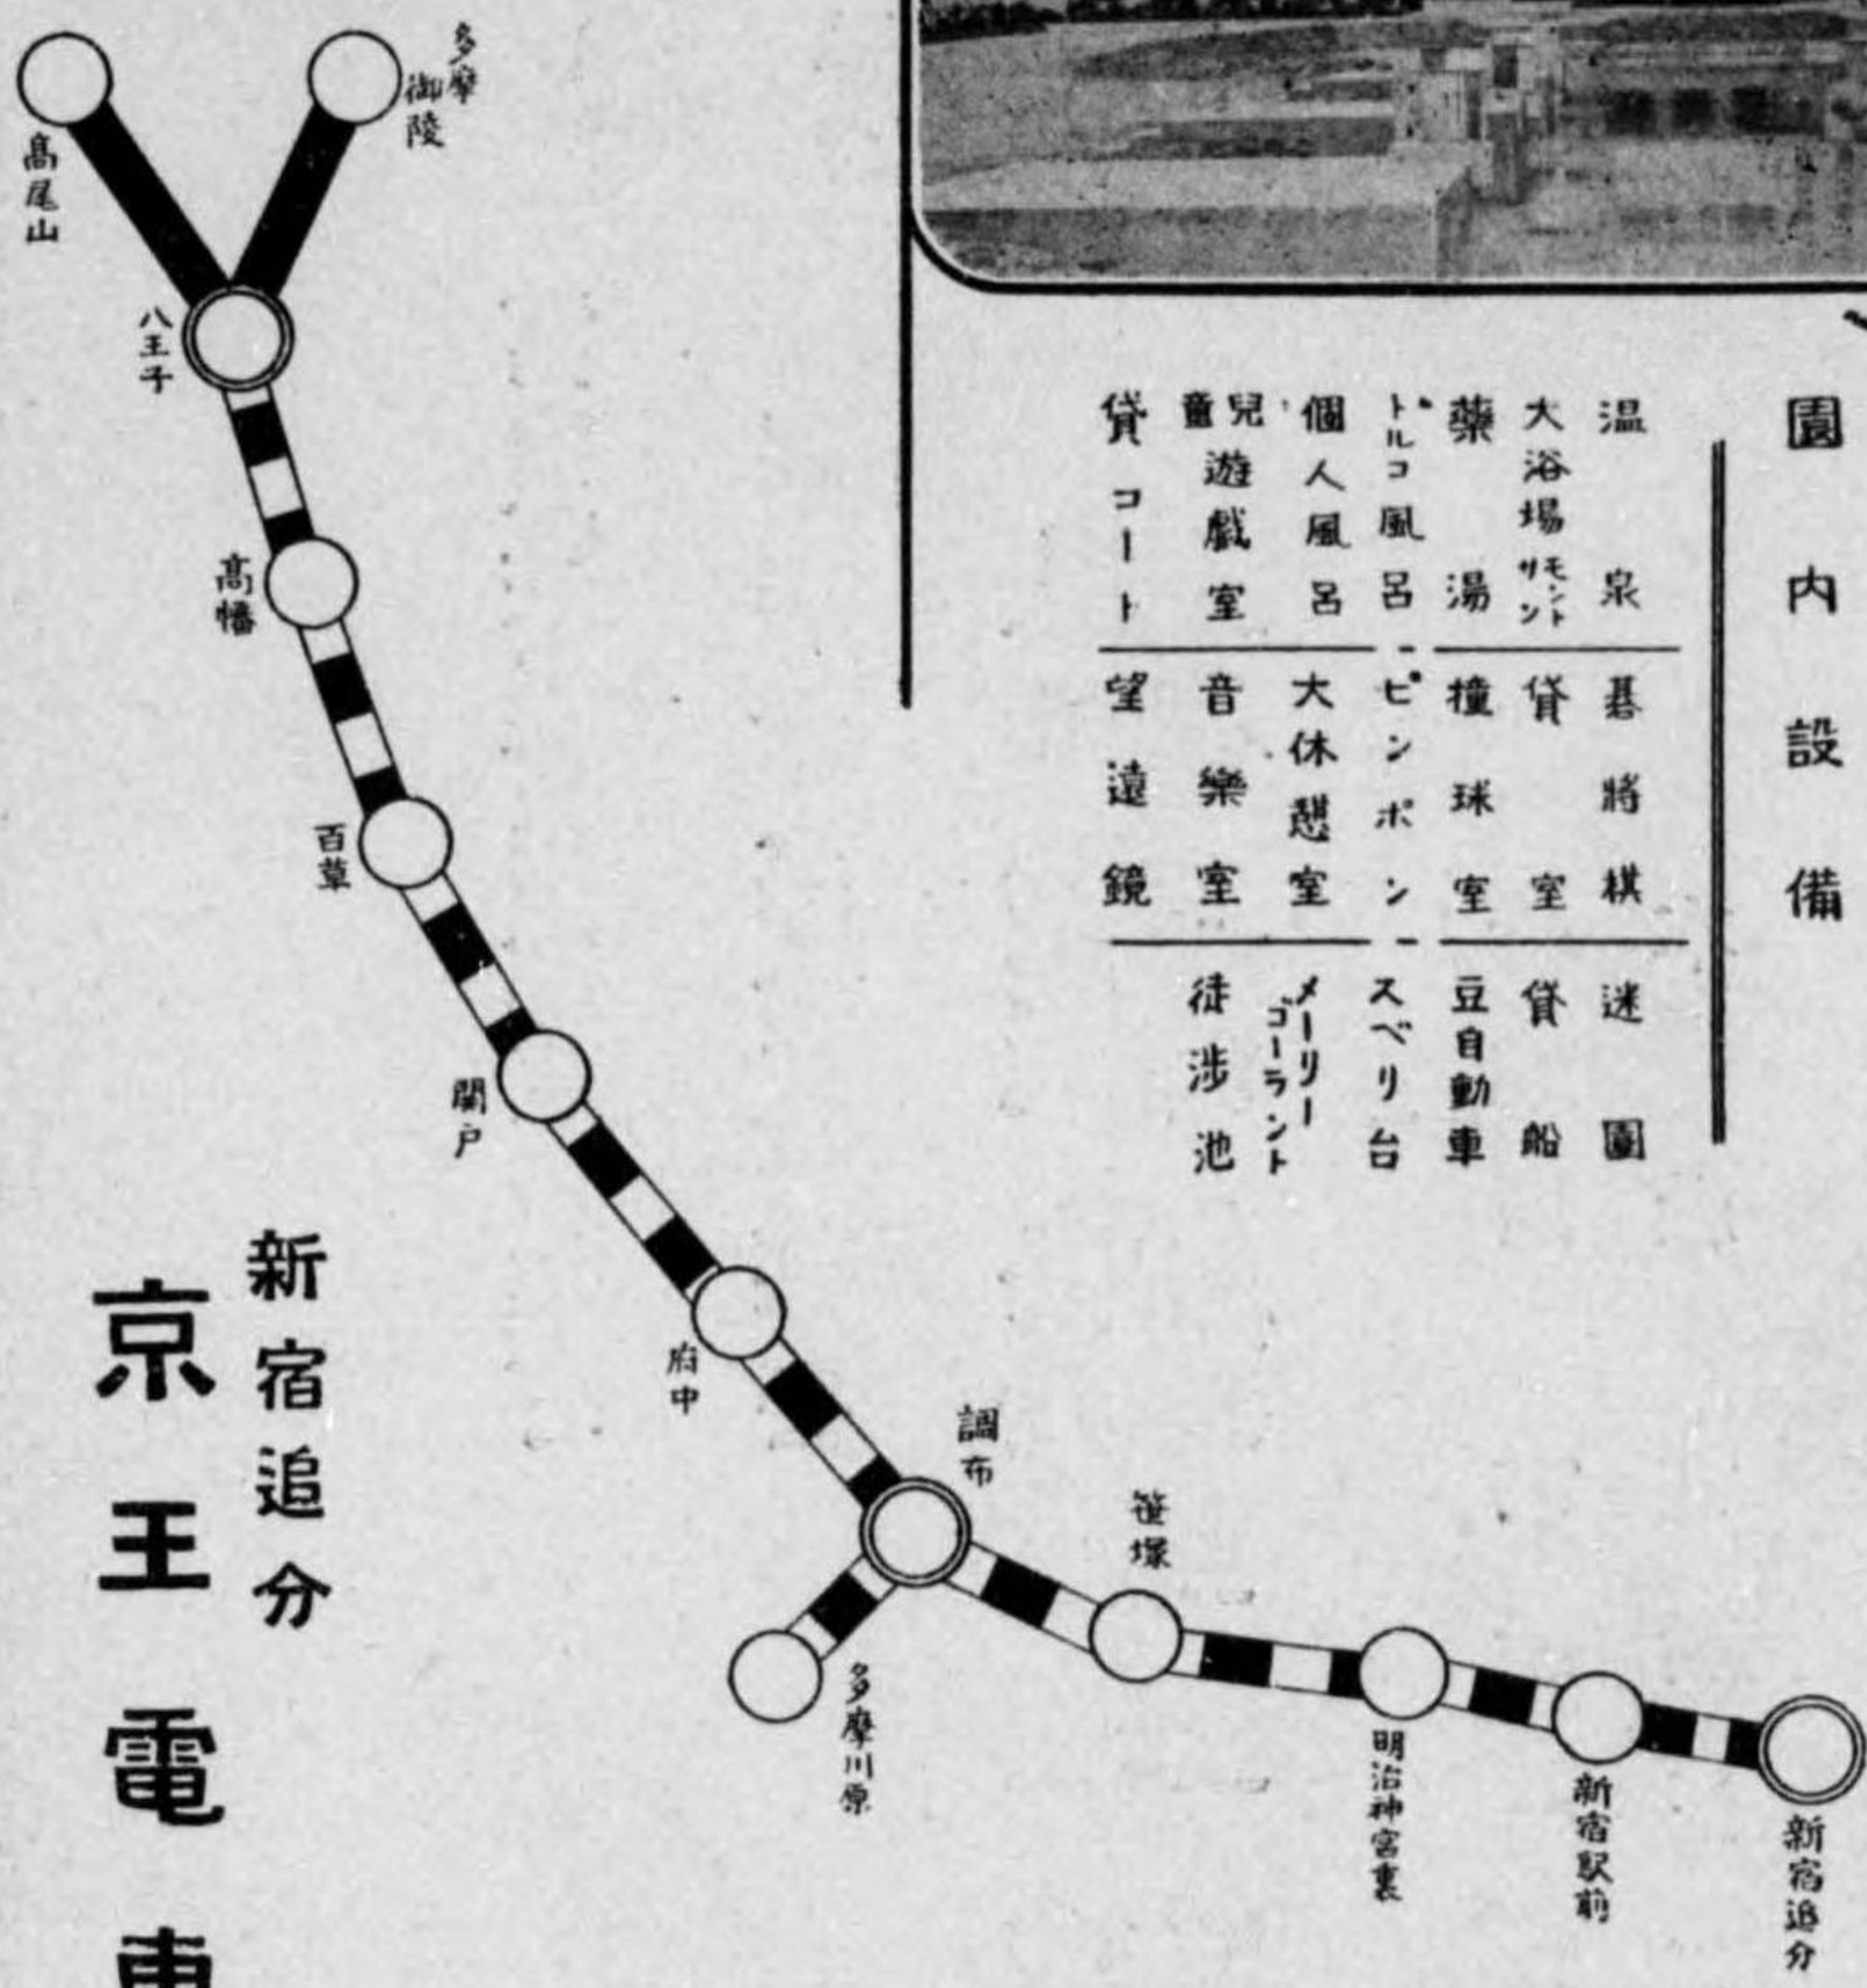 園内設備
温泉
大浴場
藥湯
トルコ風呂
個人風呂
兒童遊戯室
貸コート
碁將棋
貸室
撞球室
ピンポン
大休憩室
音樂室
望遠鏡
迷園
貸船
豆自動車
スベリ台
メーリーゴーラント
徒渉池
多摩御陵
高尾山
八王子
高幡
百草
関戸
府中
調布
多摩川原
笹塚
明治神宮裏
新宿駅前
新宿追分
新宿追分
京王電車